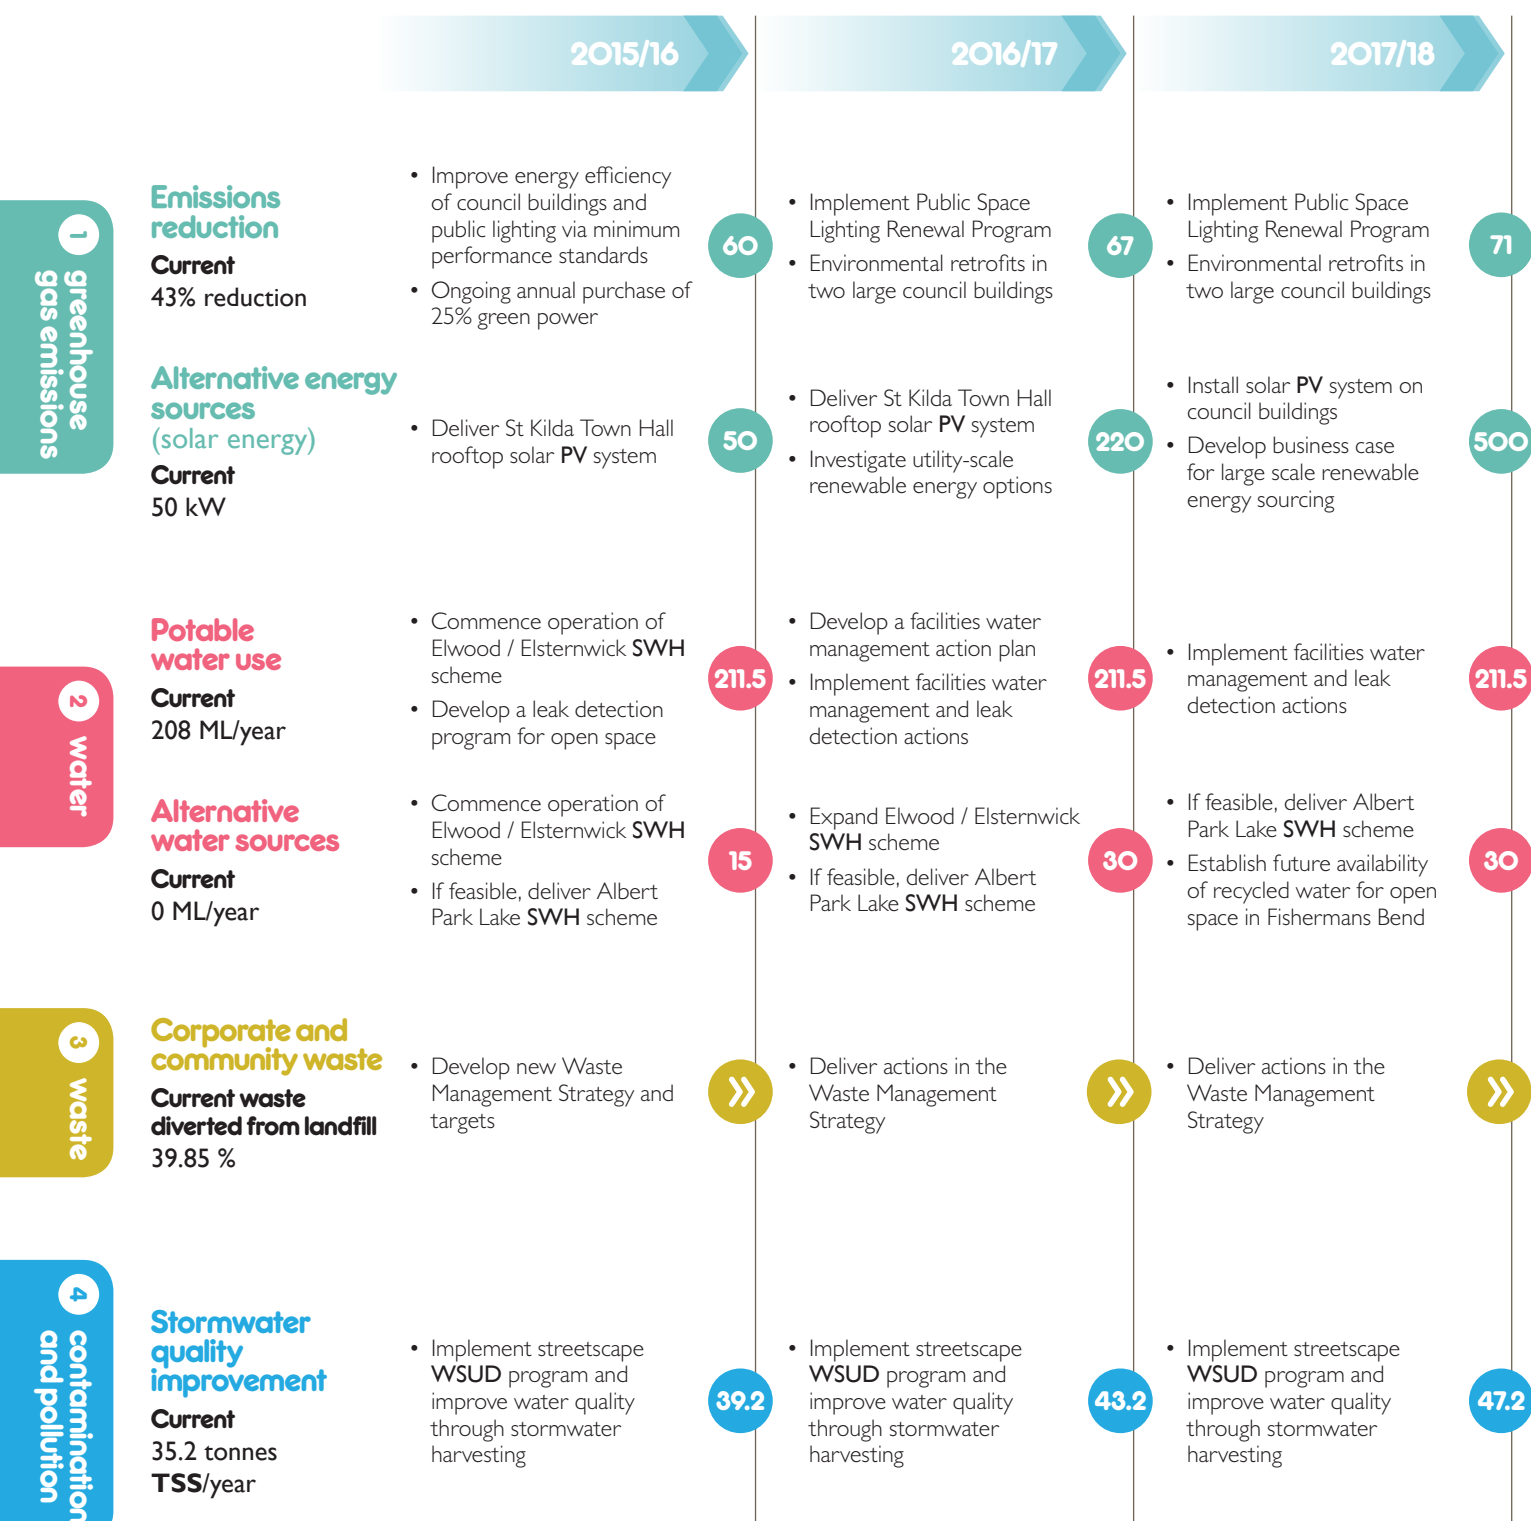 2015/16
2016/17
2017/18
1 greenhouse
gas emissions
Emissions
reduction
Current
43% reduction
• Improve energy efficiency
of council buildings and
public lighting via minimum
performance standards
• Ongoing annual purchase of
25% green power
60
• Implement Public Space
Lighting Renewal Program
• Environmental retrofits in
two large council buildings
67
• Implement Public Space
Lighting Renewal Program
• Environmental retrofits in
two large council buildings
71
Alternative energy
sources
(solar energy)
Current
50 kW
• Deliver St Kilda Town Hall
rooftop solar PV system
50
• Deliver St Kilda Town Hall
rooftop solar PV system
• Investigate utility-scale
renewable energy options
220
• Install solar PV system on
council buildings
• Develop business case
for large scale renewable
energy sourcing
500
2 water
Potable
water use
Current
208 ML/year
• Commence operation of
Elwood / Elsternwick SWH
scheme
• Develop a leak detection
program for open space
211.5
• Develop a facilities water
management action plan
• Implement facilities water
management and leak
detection actions
211.5
• Implement facilities water
management and leak
detection actions
211.5
Alternative
water sources
Current
0 ML/year
• Commence operation of
Elwood / Elsternwick SWH
scheme
• If feasible, deliver Albert
Park Lake SWH scheme
15
• Expand Elwood / Elsternwick
SWH scheme
• If feasible, deliver Albert
Park Lake SWH scheme
30
• If feasible, deliver Albert
Park Lake SWH scheme
• Establish future availability
of recycled water for open
space in Fishermans Bend
30
3 waste
Corporate and
community waste
Current waste
diverted from landfill
39.85 %
• Develop new Waste
Management Strategy and
targets
• Deliver actions in the
Waste Management
Strategy
• Deliver actions in the
Waste Management
Strategy
4 contamination
and pollution
Stormwater
quality
improvement
Current
35.2 tonnes
TSS/year
• Implement streetscape
WSUD program and
improve water quality
through stormwater
harvesting
39.2
• Implement streetscape
WSUD program and
improve water quality
through stormwater
harvesting
43.2
• Implement streetscape
WSUD program and
improve water quality
through stormwater
harvesting
47.2